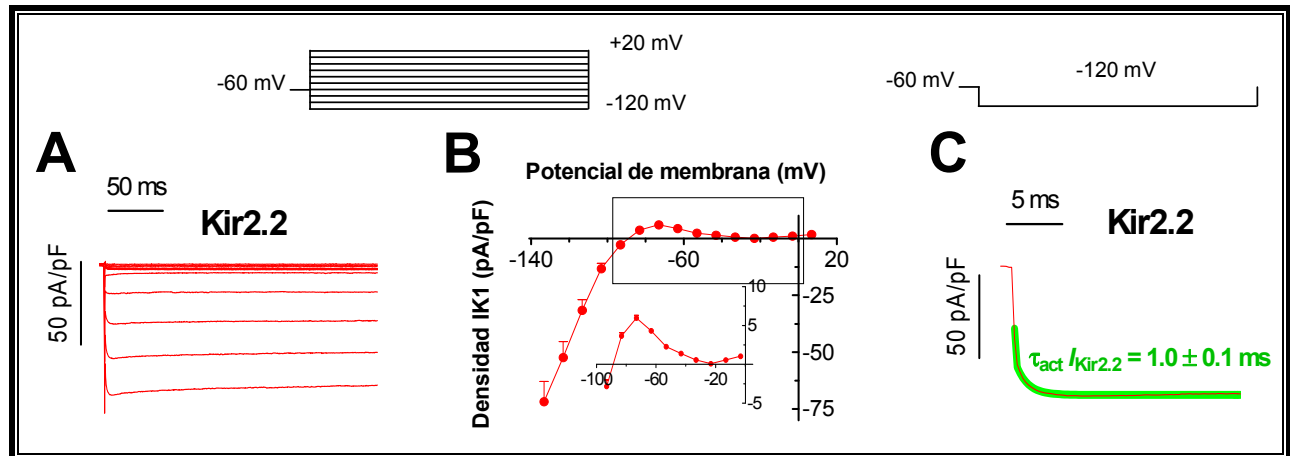 +20 mV
-60 mV
-120 mV
-60 mV
-120 mV
A
50 ms
Kir2.2
50 pA/pF
B
Potencial de membrana (mV)
Densidad IK1 (pA/pF)
-140
-60
20
-25
-50
-75
10
5
0
-5
-100
-60
-20
C
5 ms
Kir2.2
50 pA/pF
τact IKir2.2 = 1.0 ± 0.1 ms